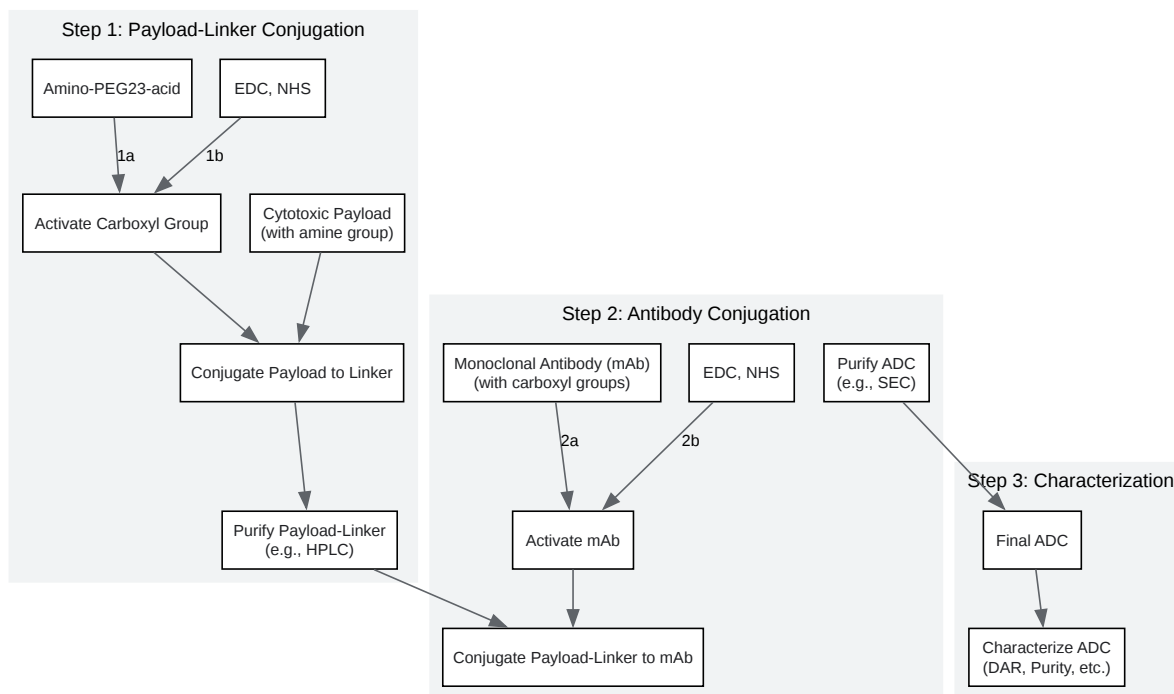 Step 1: Payload-Linker Conjugation
Amino-PEG23-acid
EDC, NHS
1a
1b
Activate Carboxyl Group
Cytotoxic Payload
(with amine group)
Conjugate Payload to Linker
Purify Payload-Linker
(e.g., HPLC)
Step 2: Antibody Conjugation
Monoclonal Antibody (mAb)
(with carboxyl groups)
EDC, NHS
Purify ADC
(e.g., SEC)
2a
2b
Activate mAb
Conjugate Payload-Linker to mAb
Step 3: Characterization
Final ADC
Characterize ADC
(DAR, Purity, etc.)